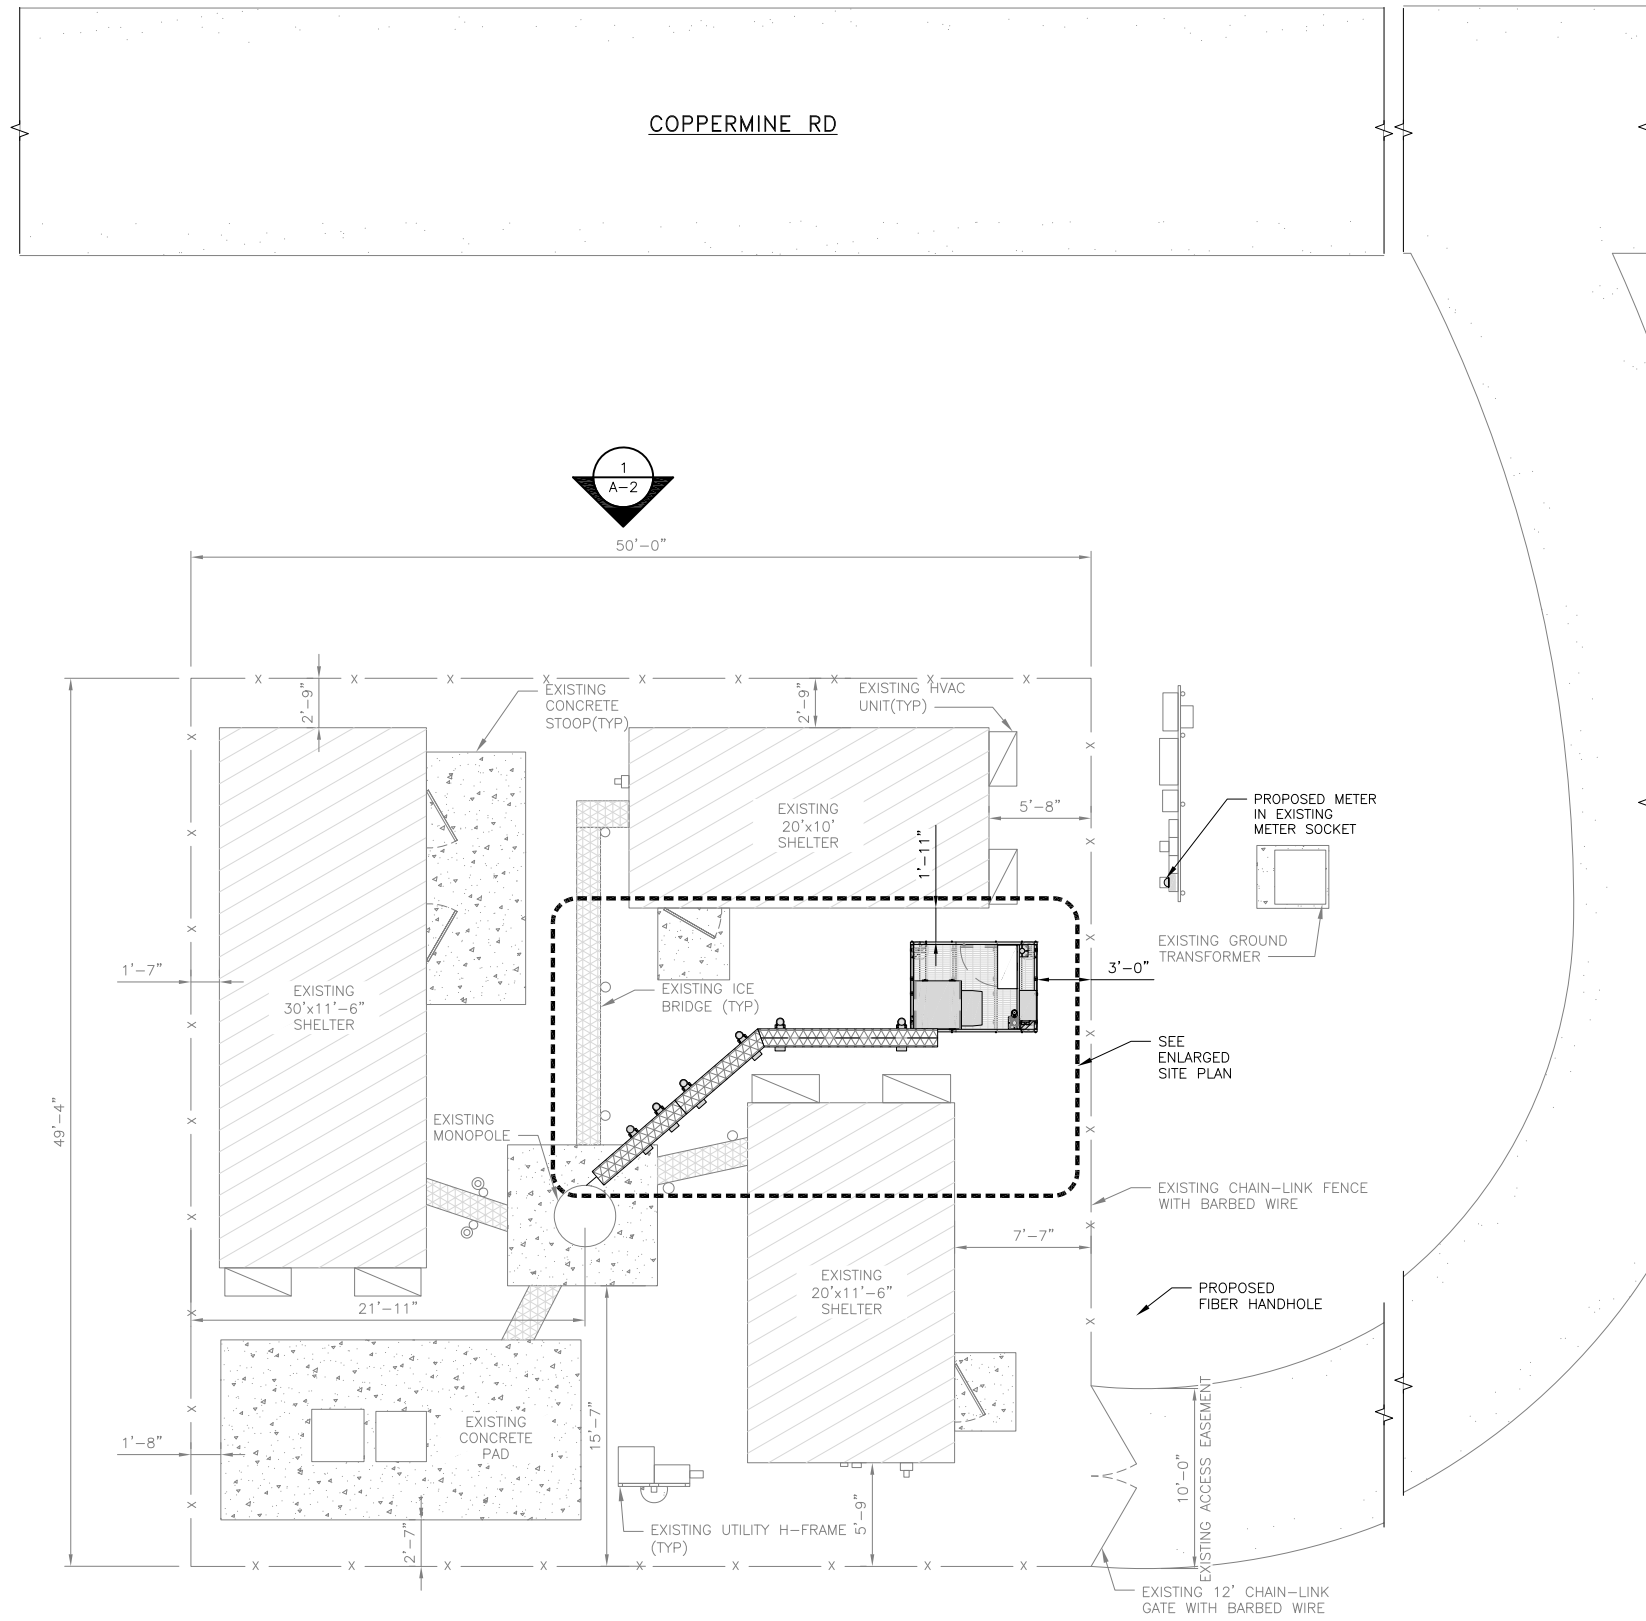 COPPERMINE RD
1
A-2
50'-0"
2'-9"
EXISTING
CONCRETE
STOOP(TYP)
2'-9"
EXISTING HVAC
UNIT(TYP)
EXISTING
20'x10'
SHELTER
5'-8"
1'-11"
PROPOSED METER
IN EXISTING
METER SOCKET
EXISTING GROUND
TRANSFORMER
1'-7"
EXISTING
30'x11'-6"
SHELTER
EXISTING ICE
BRIDGE (TYP)
3'-0"
SEE
ENLARGED
SITE PLAN
49'-4"
EXISTING
MONOPOLE
EXISTING CHAIN-LINK FENCE
WITH BARBED WIRE
7'-7"
EXISTING
20'x11'-6"
SHELTER
PROPOSED
FIBER HANDHOLE
21'-11"
EXISTING
CONCRETE
PAD
1'-8"
15'-7"
2'-7"
EXISTING UTILITY H-FRAME
(TYP)
5'-9"
10'-0"
EXISTING ACCESS EASEMENT
EXISTING 12' CHAIN-LINK
GATE WITH BARBED WIRE